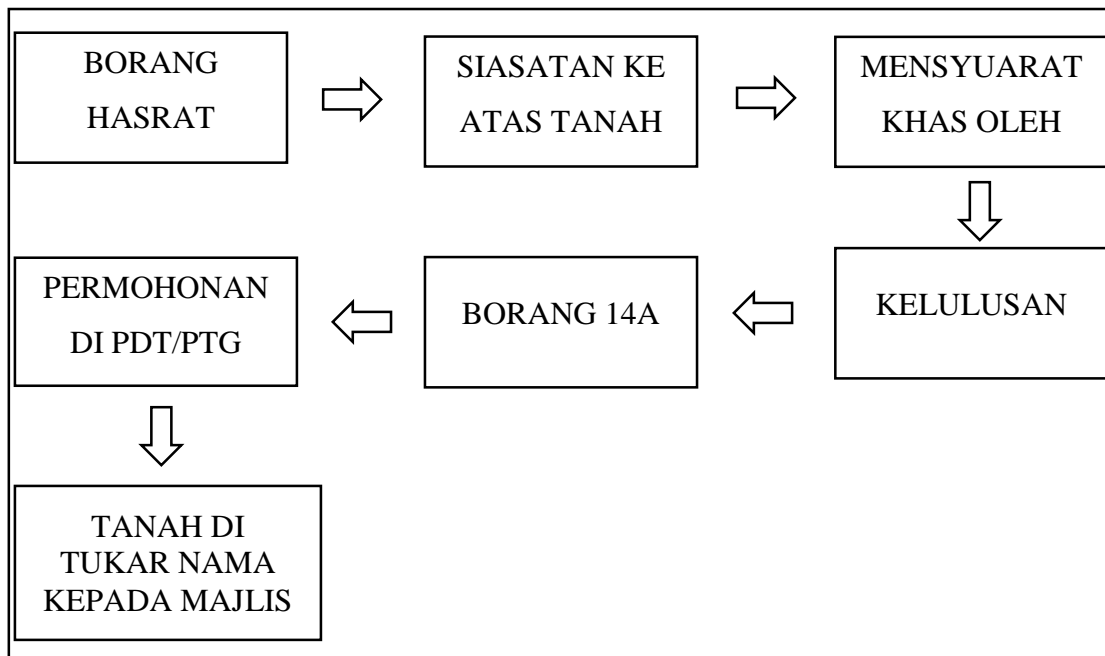 BORANG
HASRAT
SIASATAN KE
ATAS TANAH
MENSYUARAT
KHAS OLEH
KELULUSAN
BORANG 14A
PERMOHONAN
DI PDT/PTG
TANAH DI
TUKAR NAMA
KEPADA MAJLIS